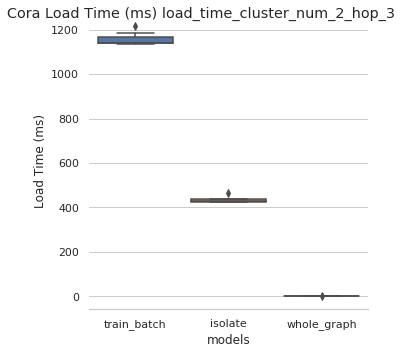 Cora Load Time (ms) load_time_cluster_num_2_hop_3
1200
1000
800
600
400
200
0
Load Time (ms)
train_batch
isolate
whole_graph
models